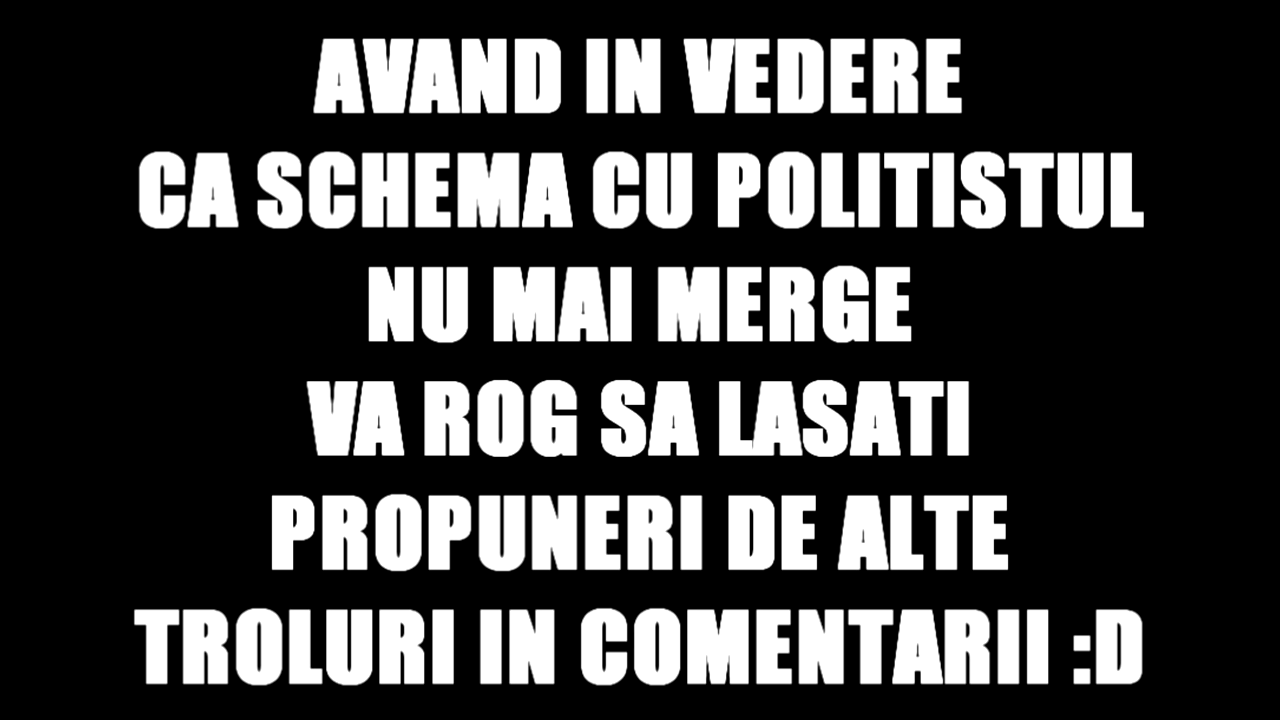 AVAND IN VEDERE
CA SCHEMA CU POLITISTUL
NU MAI MERGE
VA ROG SA LASATI
PROPUNERI DE ALTE
TROLURI IN COMENTARII :D